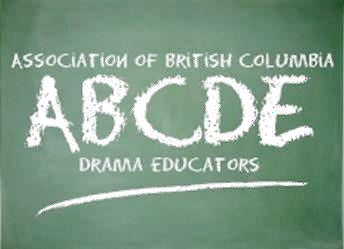 ASSOCIATION OF BRITISH COLUMBIA
ABCDE
DRAMA EDUCATORS